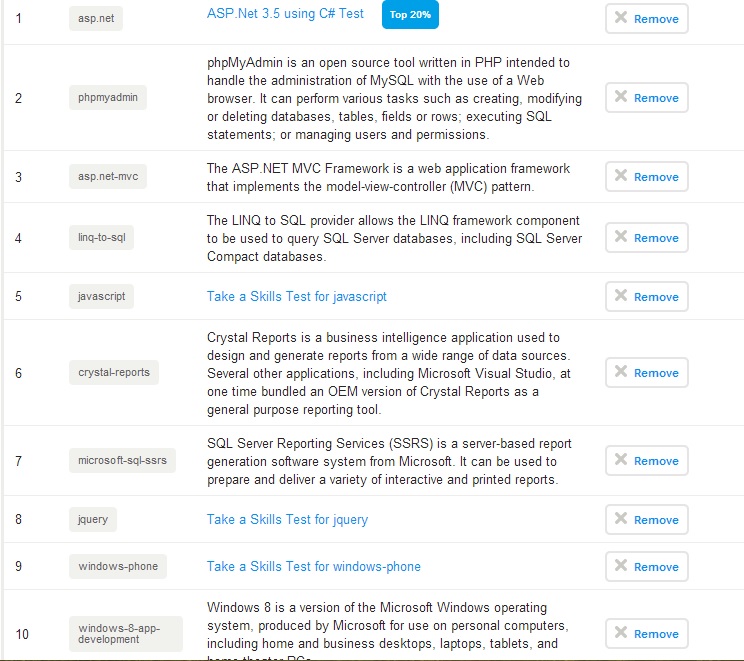 1 asp.net ASP.Net 3.5 using C# Test Top 20% Remove
phpMyAdmin is an open source tool written in PHP intended to
handle the administration of MySQL with the use of a Web
2 phpmyadmin browser. It can perform various tasks such as creating, modifying Remove
or deleting databases, tables, fields or rows; executing SQL
statements; or managing users and permissions.
3 asp.net-mvc The ASP.NET MVC Framework is a web application framework Remove
that implements the model-view-controller (MVC) pattern.
The LINQ to SQL provider allows the LINQ framework component
4 linq-to-sql to be used to query SQL Server databases, including SQL Server Remove
Compact databases.
5 javascript Take a Skills Test for javascript Remove
Crystal Reports is a business intelligence application used to
design and generate reports from a wide range of data sources.
6 crystal-reports Several other applications, including Microsoft Visual Studio, at Remove
one time bundled an OEM version of Crystal Reports as a
general purpose reporting tool.
SQL Server Reporting Services (SSRS) is a server-based report
7 microsoft-sql-ssrs generation software system from Microsoft. It can be used to Remove
prepare and deliver a variety of interactive and printed reports.
8 jquery Take a Skills Test for jquery Remove
9 windows-phone Take a Skills Test for windows-phone Remove
Windows 8 is a version of the Microsoft Windows operating
10 windows-8-app-development system, produced by Microsoft for use on personal computers, Remove
including home and business desktops, laptops, tablets, and
home theater PCs